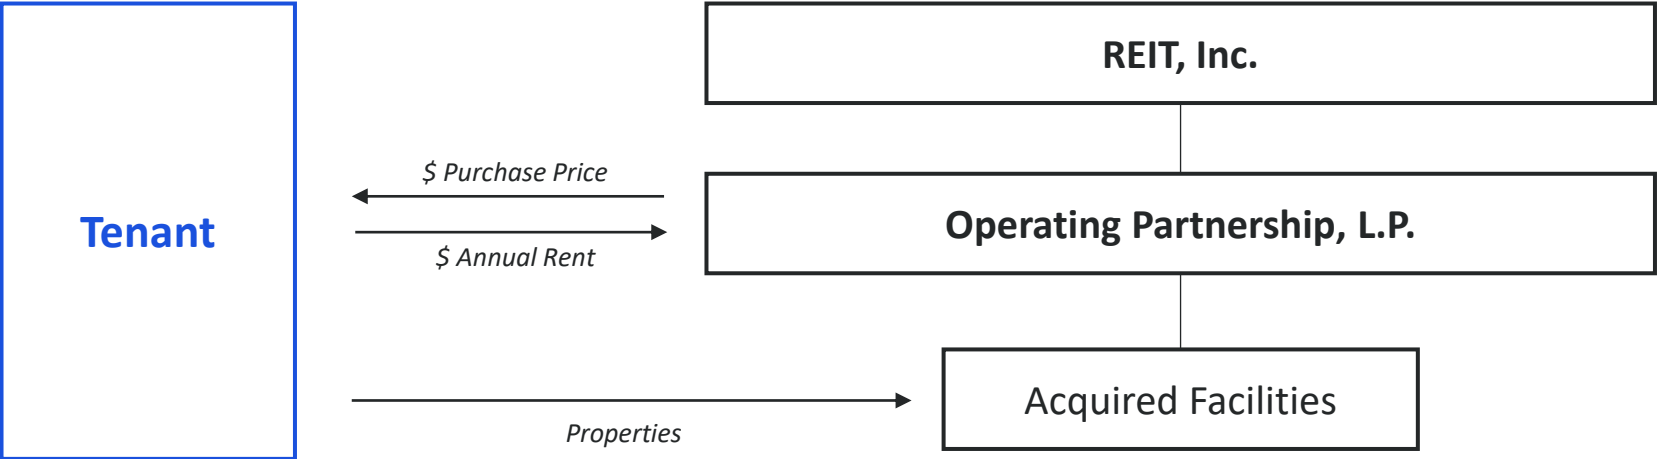 REIT, Inc.
$ Purchase Price
Tenant
Operating Partnership, L.P.
$ Annual Rent
Acquired Facilities
Properties